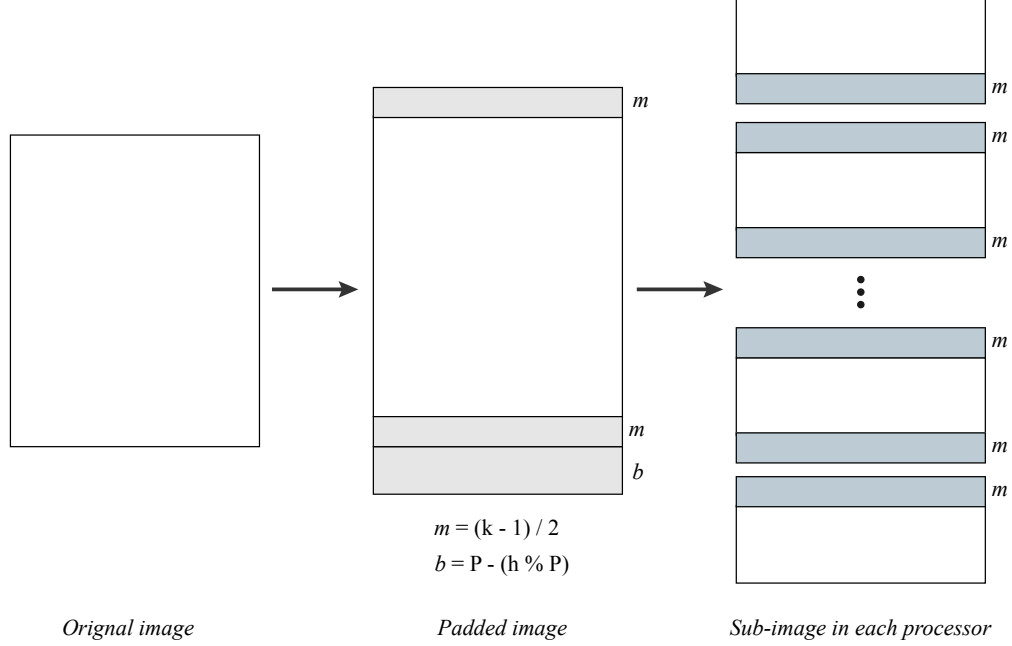 m
m
m
m
m
m
m
b
m
m = (k - 1) / 2
b = P - (h % P)
Orignal image
Padded image
Sub-image in each processor